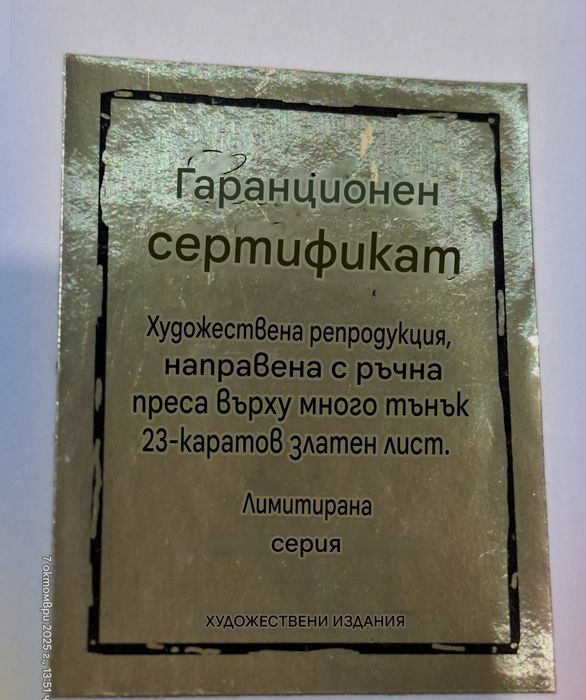 Гаранционен
сертификат
Художествена репродукция,
направена с ръчна
преса върху много тънък
23-каратов златен лист.
Лимитирана
серия
ХУДОЖЕСТВЕНИ ИЗДАНИЯ
7 октомври 2025 г., 13:51 ч